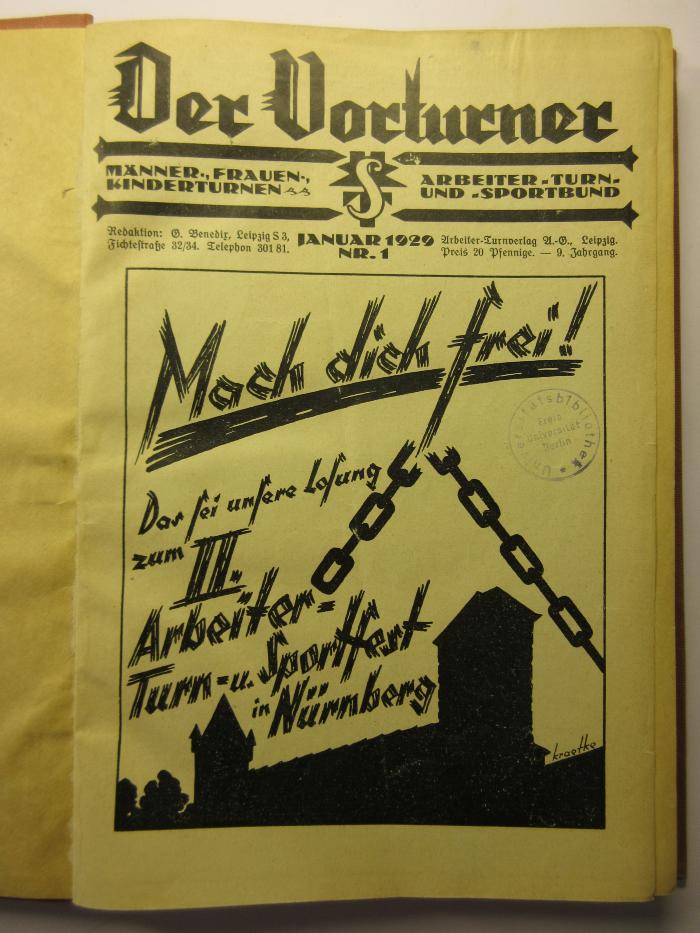 Der Vorturner
MÄNNER-, FRAUEN-,
KINDERTURNEN
S
ARBEITER-TURN-
UND -SPORTBUND
Redaktion: G. Benedix, Leipzig S 3,
Fichtestraße 32/34. Telephon 301 81.
JANUAR 1929
NR. 1
Arbeiter-Turnverlag A.-G., Leipzig.
Preis 20 Pfennige. — 9. Jahrgang.
Mach dich frei!
Universitätsbibliothek
Freie
Universität
Berlin
Das sei unsere Losung
zum III.
Arbeiter-
Turn- u. Sportfest
in Nürnberg
kraetke